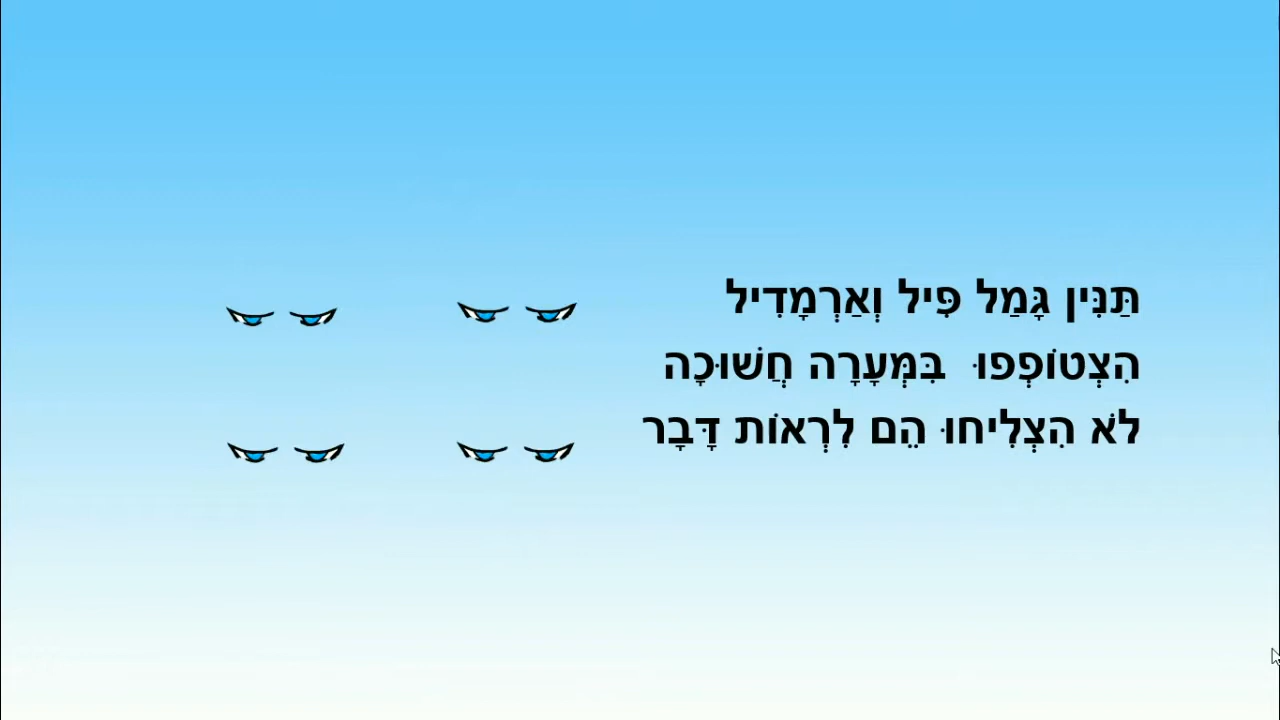 תַּנִּין גָּמַל פִּיל וְאַרְמָדִיל
הִצְטוֹפְפוּ בִּמְּעָרָה חֲשׁוּכָה
לֹא הִצְלִיחוּ הֵם לִרְאוֹת דָּבָר